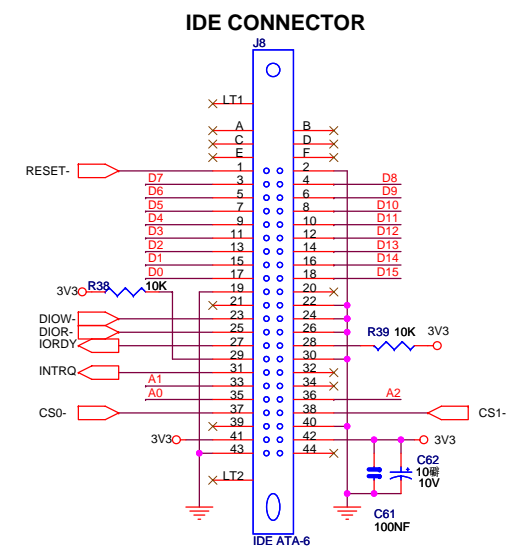 IDE CONNECTOR
J8
LT1
A B
C D
E F
RESET- 1 2
D7 3 4 D8
D6 5 6 D9
D5 7 8 D10
D4 9 10 D11
D3 11 12 D12
D2 13 14 D13
D1 15 16 D14
D0 17 18 D15
3V3 R38 10K 19 20
21 22
DIOW- 23 24
DIOR- 25 26
IORDY 27 28 R39 10K 3V3
29 30
INTRQ 31 32
A1 33 34
A0 35 36 A2
CS0- 37 38 CS1-
39 40
3V3 41 42 3V3
43 44
LT2
C62
10礴
10V
C61
100NF
IDE ATA-6